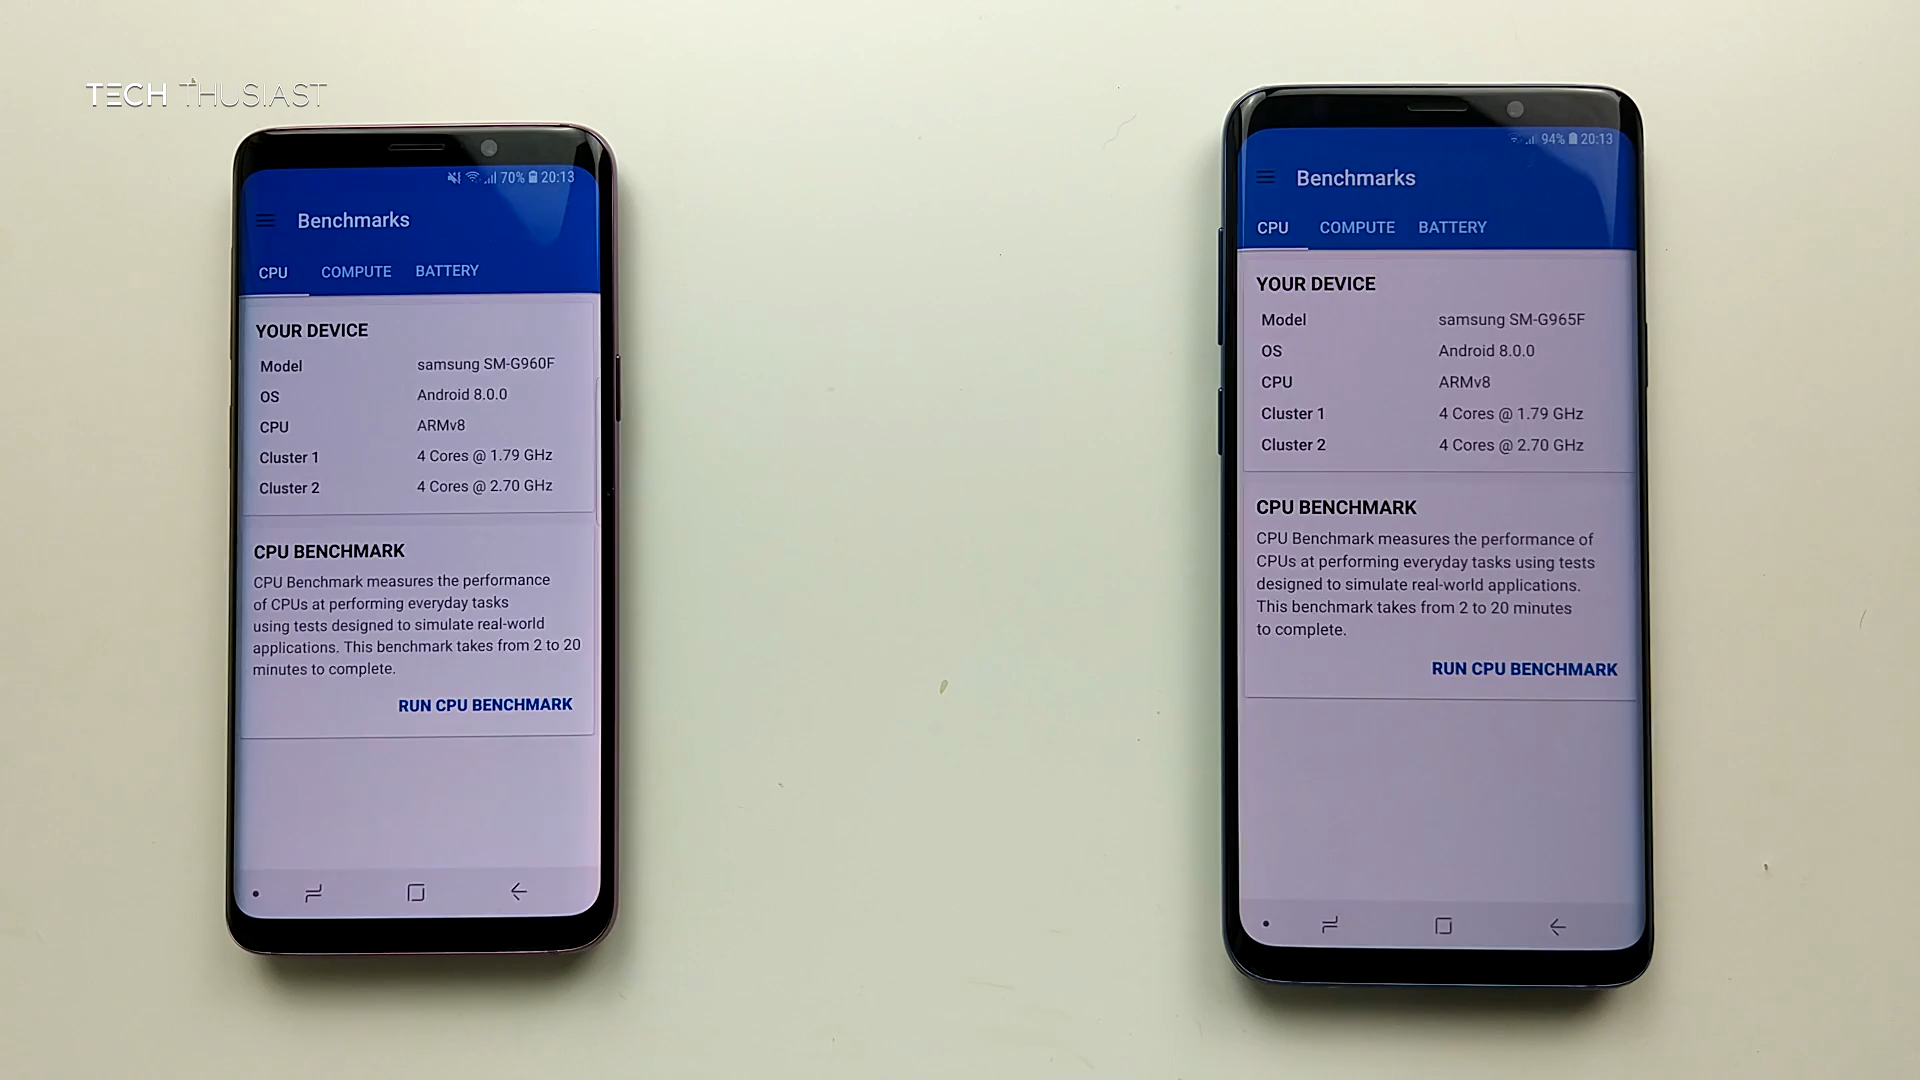 TECH THUSIAST
70% 20:13
Benchmarks
CPU COMPUTE BATTERY
YOUR DEVICE
Model samsung SM-G960F
OS Android 8.0.0
CPU ARMv8
Cluster 1 4 Cores @ 1.79 GHz
Cluster 2 4 Cores @ 2.70 GHz
CPU BENCHMARK
CPU Benchmark measures the performance
of CPUs at performing everyday tasks
using tests designed to simulate real-world
applications. This benchmark takes from 2 to 20
minutes to complete.
RUN CPU BENCHMARK
94% 20:13
Benchmarks
CPU COMPUTE BATTERY
YOUR DEVICE
Model samsung SM-G965F
OS Android 8.0.0
CPU ARMv8
Cluster 1 4 Cores @ 1.79 GHz
Cluster 2 4 Cores @ 2.70 GHz
CPU BENCHMARK
CPU Benchmark measures the performance of
CPUs at performing everyday tasks using tests
designed to simulate real-world applications.
This benchmark takes from 2 to 20 minutes
to complete.
RUN CPU BENCHMARK